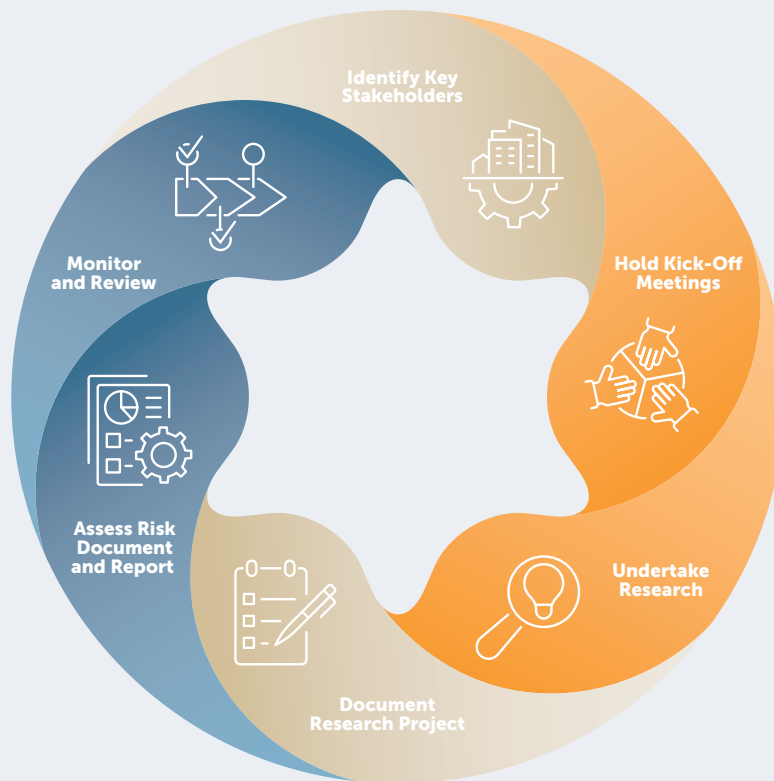 Identify Key
Stakeholders
Hold Kick-Off
Meetings
Undertake
Research
Document
Research Project
Assess Risk
Document
and Report
Monitor
and Review